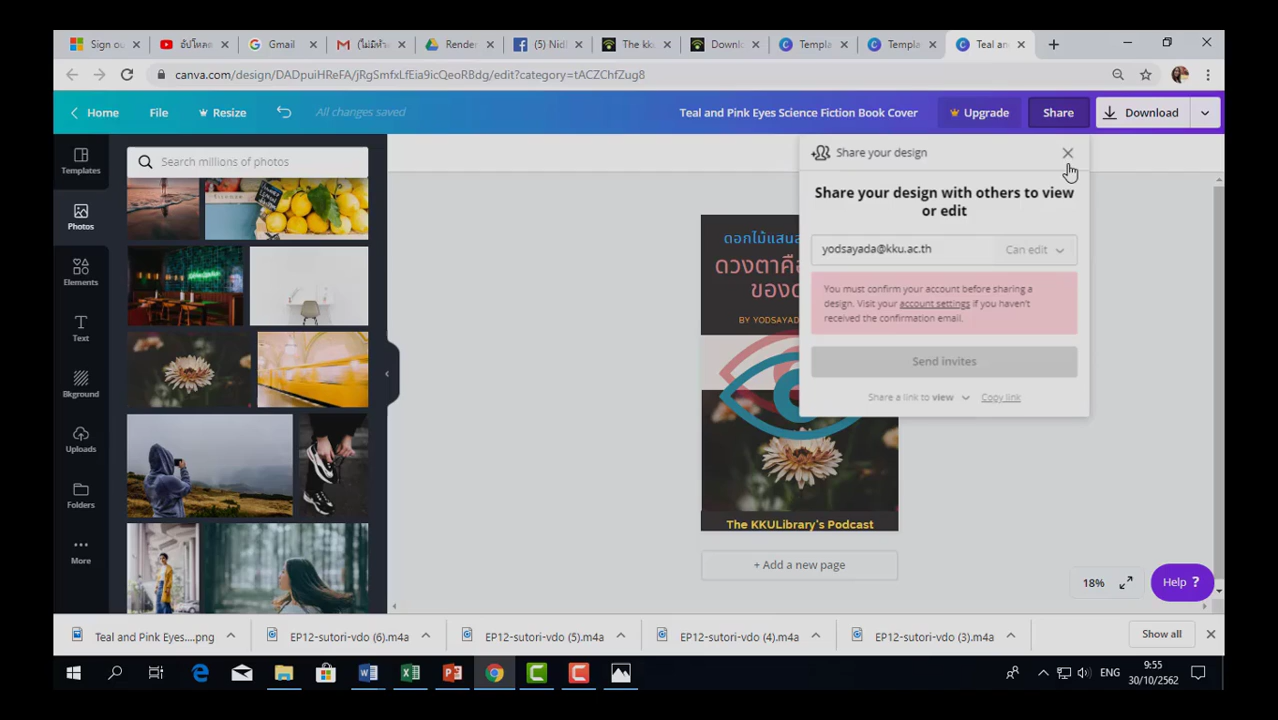 Sign ou
อัปโหลด
Gmail
(ไม่มีหัว
Render
(5) Nidl
The kku
Downlo
Templa
Templa
Teal an
canva.com/design/DADpuiHReFA/jRgSmfxLfEia9icQeoRBdg/edit?category=tACZChfZug8
Home
File
Resize
All changes saved
Teal and Pink Eyes Science Fiction Book Cover
Upgrade
Share
Download
Templates
Photos
Elements
Text
Bkground
Uploads
Folders
More
Search millions of photos
Share your design
Share your design with others to view
or edit
yodsayada@kku.ac.th
Can edit
You must confirm your account before sharing a
design. Visit your account settings if you haven't
received the confirmation email.
Send invites
Share a link to view
Copy link
ดอกไม้แสน
ดวงตาคือ
ของด
BY YODSAYA
The KKULibrary's Podcast
+ Add a new page
18%
Help ?
Teal and Pink Eyes....png
EP12-sutori-vdo (6).m4a
EP12-sutori-vdo (5).m4a
EP12-sutori-vdo (4).m4a
EP12-sutori-vdo (3).m4a
Show all
ENG
9:55
30/10/2562